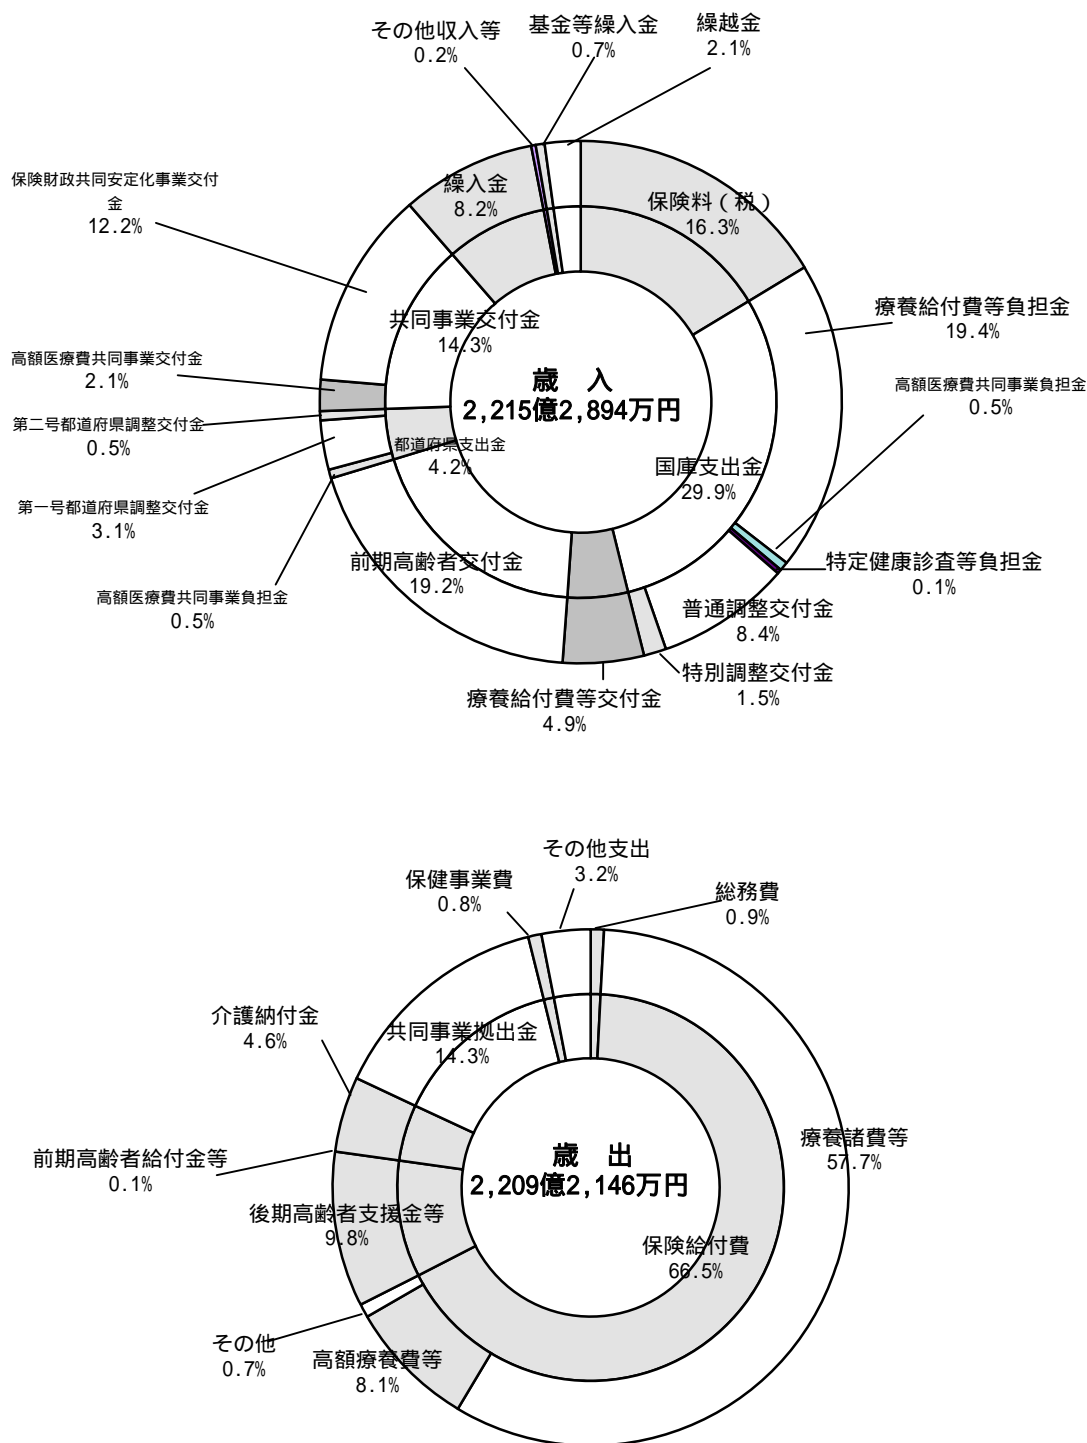 その他収入等
0.2%
基金等繰入金
0.7%
繰越金
2.1%
保険財政共同安定化事業交付
金
12.2%
繰入金
8.2%
保険料（税）
16.3%
療養給付費等負担金
19.4%
共同事業交付金
14.3%
高額医療費共同事業交付金
2.1%
歳　入
2,215億2,894万円
高額医療費共同事業負担金
0.5%
第二号都道府県調整交付金
0.5%
都道府県支出金
4.2%
国庫支出金
29.9%
第一号都道府県調整交付金
3.1%
前期高齢者交付金
19.2%
特定健康診査等負担金
0.1%
高額医療費共同事業負担金
0.5%
普通調整交付金
8.4%
特別調整交付金
1.5%
療養給付費等交付金
4.9%
その他支出
3.2%
保健事業費
0.8%
総務費
0.9%
介護納付金
4.6%
共同事業拠出金
14.3%
療養諸費等
57.7%
前期高齢者給付金等
0.1%
歳　出
2,209億2,146万円
後期高齢者支援金等
9.8%
保険給付費
66.5%
その他
0.7%
高額療養費等
8.1%